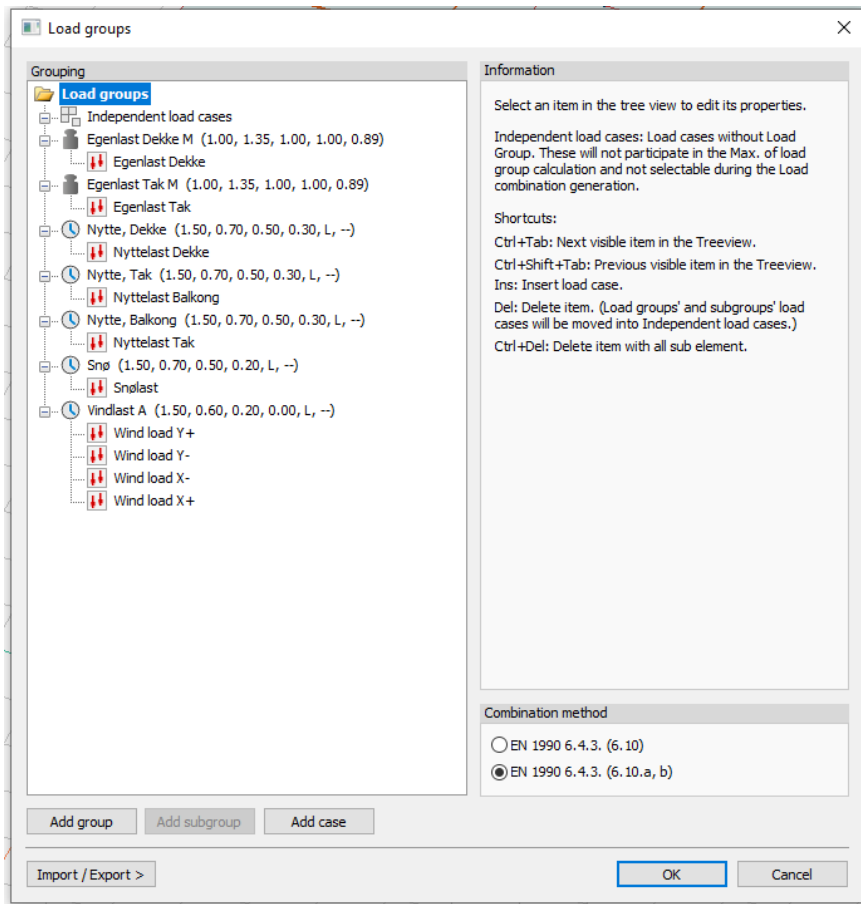 Load groups
Grouping
Load groups
Independent load cases
Egenlast Dekke M (1.00, 1.35, 1.00, 1.00, 0.89)
Egenlast Dekke
Egenlast Tak M (1.00, 1.35, 1.00, 1.00, 0.89)
Egenlast Tak
Nytte, Dekke (1.50, 0.70, 0.50, 0.30, L, --)
Nyttelast Dekke
Nytte, Tak (1.50, 0.70, 0.50, 0.30, L, --)
Nyttelast Balkong
Nytte, Balkong (1.50, 0.70, 0.50, 0.30, L, --)
Nyttelast Tak
Snø (1.50, 0.70, 0.50, 0.20, L, --)
Snølast
Vindlast A (1.50, 0.60, 0.20, 0.00, L, --)
Wind load Y+
Wind load Y-
Wind load X-
Wind load X+
Add group
Add subgroup
Add case
Information
Select an item in the tree view to edit its properties.
Independent load cases: Load cases without Load
Group. These will not participate in the Max. of load
group calculation and not selectable during the Load
combination generation.
Shortcuts:
Ctrl+Tab: Next visible item in the Treeview.
Ctrl+Shift+Tab: Previous visible item in the Treeview.
Ins: Insert load case.
Del: Delete item. (Load groups' and subgroups' load
cases will be moved into Independent load cases.)
Ctrl+Del: Delete item with all sub element.
Combination method
EN 1990 6.4.3. (6.10)
EN 1990 6.4.3. (6.10.a, b)
Import / Export >
OK
Cancel